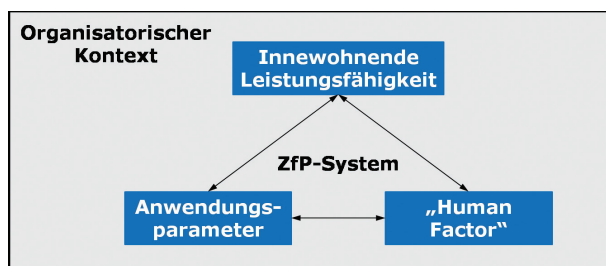 Organisatorischer
Kontext
Innewohnende
Leistungsfähigkeit
ZfP-System
Anwendungs-
parameter
„Human
Factor“